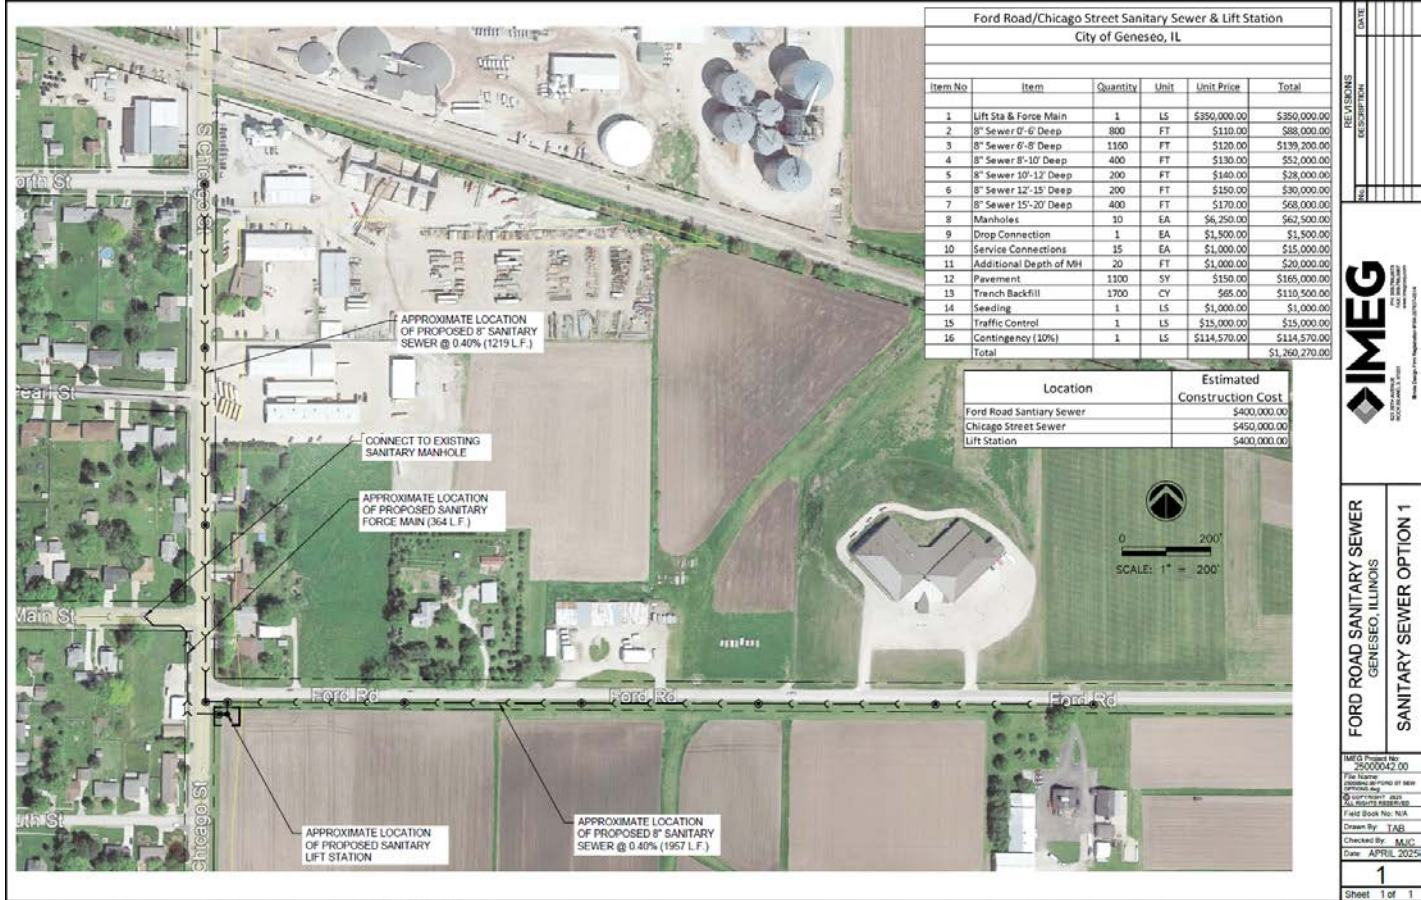 Ford Road/Chicago Street Sanitary Sewer & Lift Station
City of Geneseo, IL
Item No Item Quantity Unit Unit Price Total
1 Lift Sta & Force Main 1 LS $350,000.00 $350,000.00
2 8" Sewer 0'-6' Deep 800 FT $110.00 $88,000.00
3 8" Sewer 6'-8' Deep 1160 FT $120.00 $139,200.00
4 8" Sewer 8'-10' Deep 400 FT $130.00 $52,000.00
5 8" Sewer 10'-12' Deep 200 FT $140.00 $28,000.00
6 8" Sewer 12'-15' Deep 200 FT $150.00 $30,000.00
7 8" Sewer 15'-20' Deep 400 FT $170.00 $68,000.00
8 Manholes 10 EA $6,250.00 $62,500.00
9 Drop Connection 1 EA $1,500.00 $1,500.00
10 Service Connections 15 EA $1,000.00 $15,000.00
11 Additional Depth of MH 20 FT $1,000.00 $20,000.00
12 Pavement 1100 SY $150.00 $165,000.00
13 Trench Backfill 1700 CY $65.00 $110,500.00
14 Seeding 1 LS $1,000.00 $1,000.00
15 Traffic Control 1 LS $15,000.00 $15,000.00
16 Contingency (10%) 1 LS $114,570.00 $114,570.00
Total $1,260,270.00
Location Estimated
Construction Cost
Ford Road Santiary Sewer $400,000.00
Chicago Street Sewer $450,000.00
Lift Station $400,000.00
S Chicago St
orth St
APPROXIMATE LOCATION
OF PROPOSED 8" SANITARY
SEWER @ 0.40% (1219 L.F.)
earl St
CONNECT TO EXISTING
SANITARY MANHOLE
APPROXIMATE LOCATION
OF PROPOSED SANITARY
FORCE MAIN (364 L.F.)
0 200'
SCALE: 1" = 200'
Main St
Ford Rd
Ford Rd
Ford Rd
Chicago St
uth St
APPROXIMATE LOCATION
OF PROPOSED SANITARY
LIFT STATION
APPROXIMATE LOCATION
OF PROPOSED 8" SANITARY
SEWER @ 0.40% (1957 L.F.)
REVISIONS
No. DESCRIPTION DATE
IMEG
FORD ROAD SANITARY SEWER
GENESEO, ILLINOIS
SANITARY SEWER OPTION 1
IMEG Project No:
25000042.00
File Name:
© COPYRIGHT 2025
ALL RIGHTS RESERVED
Field Book No: N/A
Drawn By: TAB
Checked By: MJC
Date: APRIL 2025
1
Sheet 1 of 1